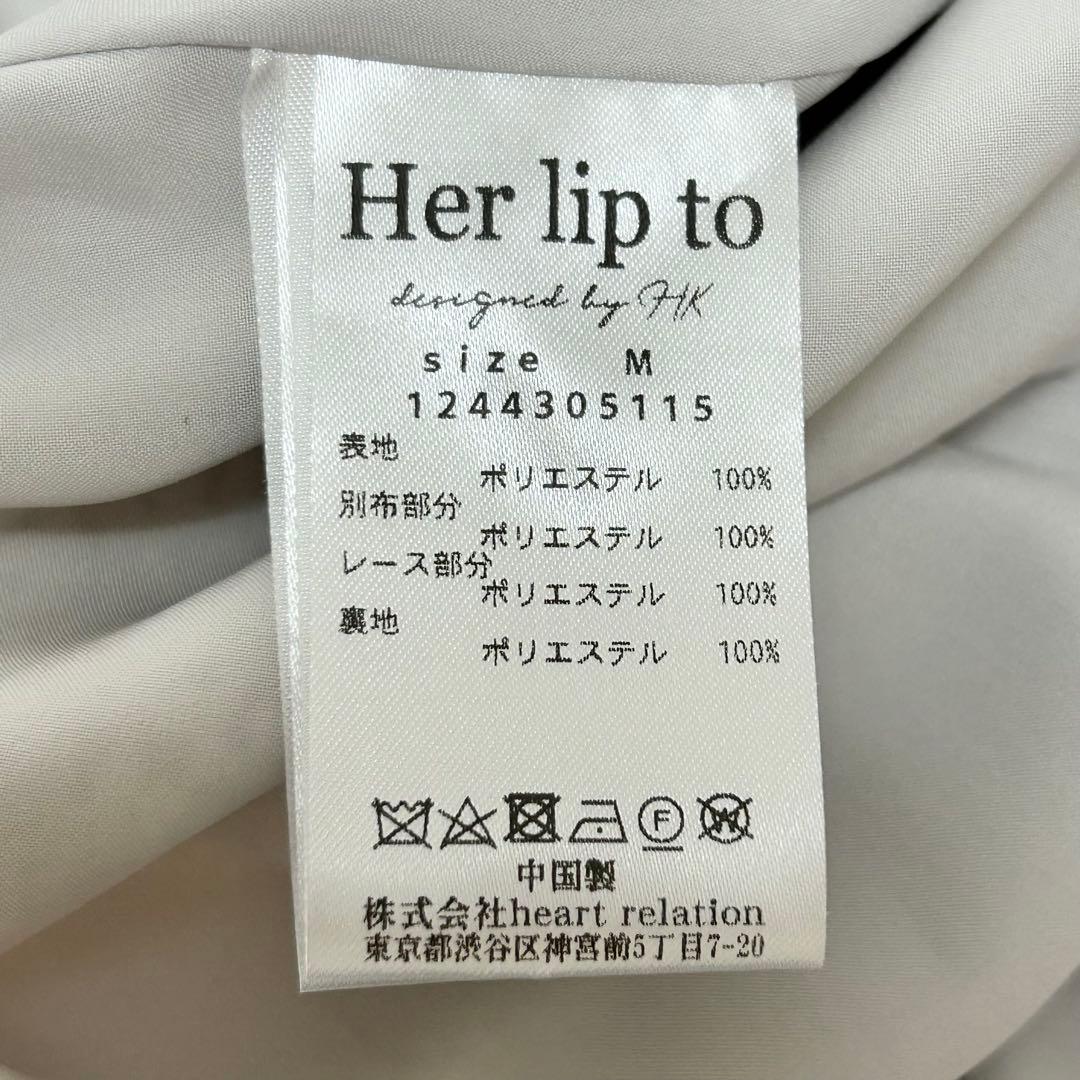 Her lip to
designed by HK
size M
1244305115
表地
ポリエステル 100%
別布部分
ポリエステル 100%
レース部分
ポリエステル 100%
裏地
ポリエステル 100%
F W
中国製
株式会社heart relation
東京都渋谷区神宮前5丁目7-20